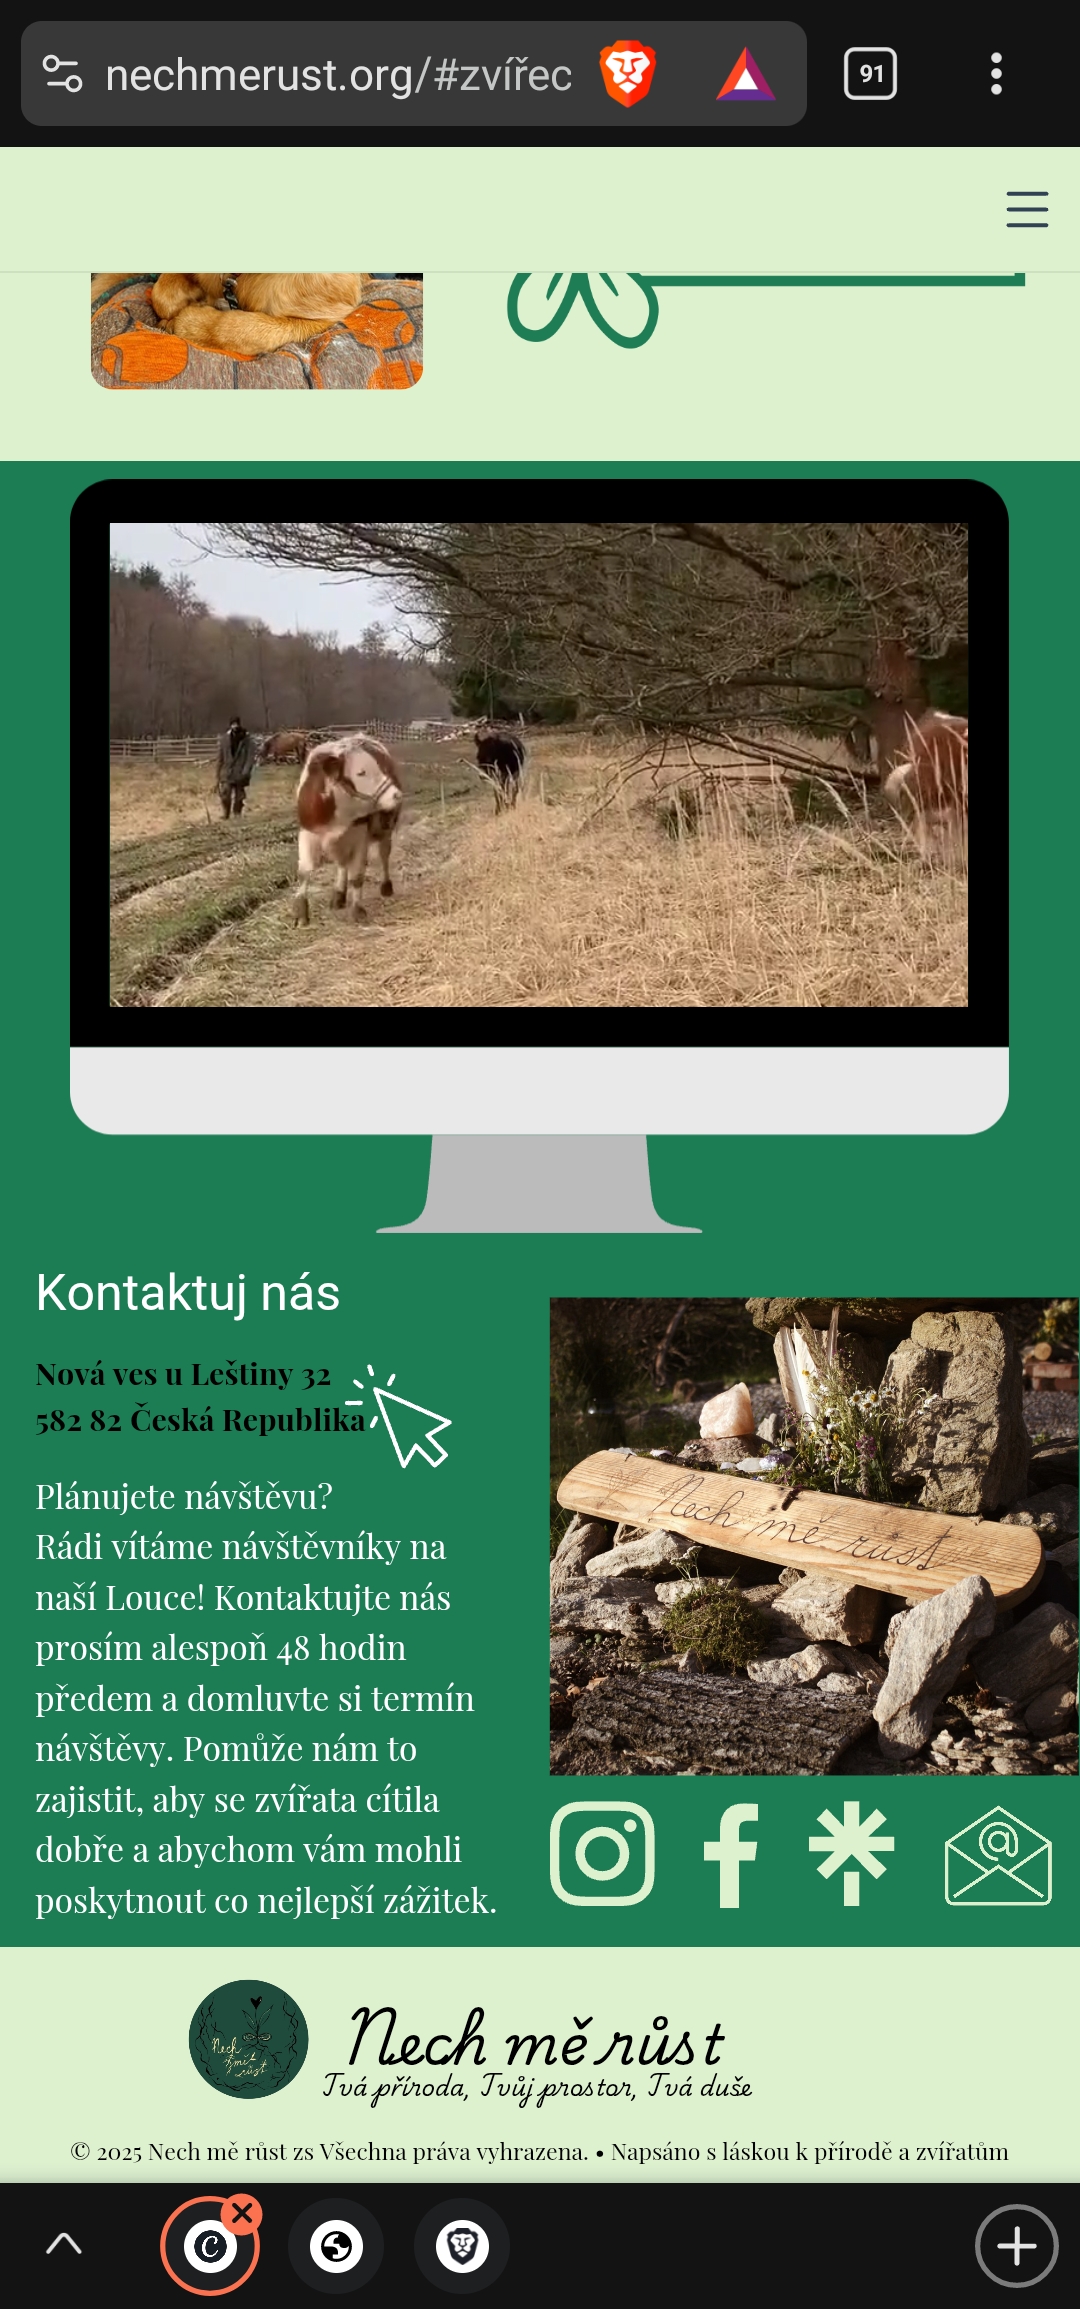 nechmerust.org/#zvířec
91
Kontaktuj nás
Nová ves u Leštiny 32
582 82 Česká Republika
Plánujete návštěvu?
Rádi vítáme návštěvníky na
naší Louce! Kontaktujte nás
prosím alespoň 48 hodin
předem a domluvte si termín
návštěvy. Pomůže nám to
zajistit, aby se zvířata cítila
dobře a abychom vám mohli
poskytnout co nejlepší zážitek.
Nech mě růst
Nech
mě
růst
Nech mě růst
Tvá příroda, Tvůj prostor, Tvá duše
© 2025 Nech mě růst zs Všechna práva vyhrazena. • Napsáno s láskou k přírodě a zvířatům